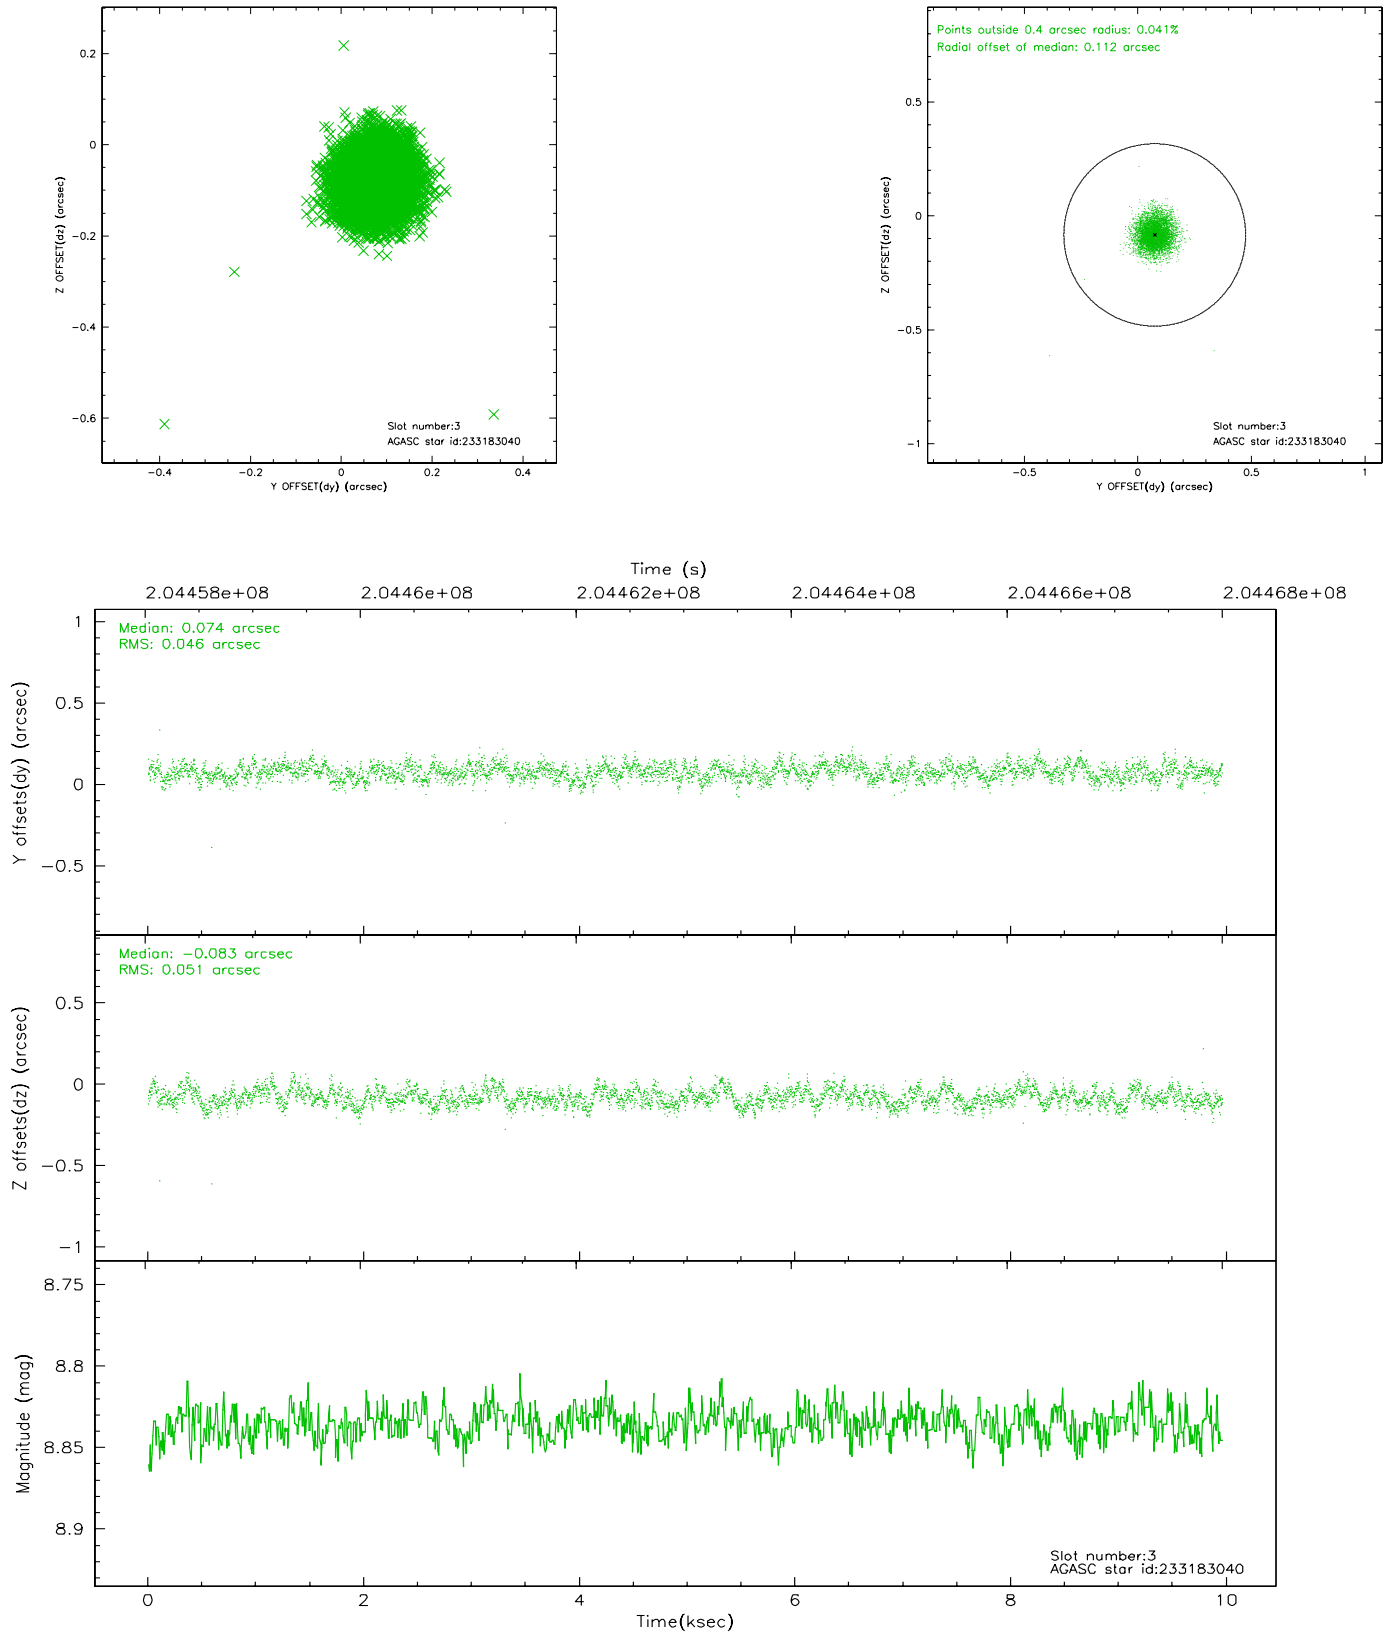 0.2
0
−0.2
−0.4
−0.6
Z OFFSET(dz) (arcsec)
Slot number:3
AGASC star id:233183040
−0.4 −0.2 0 0.2 0.4
Y OFFSET(dy) (arcsec)
Points outside 0.4 arcsec radius: 0.041%
Radial offset of median: 0.112 arcsec
0.5
0
−0.5
−1
Z OFFSET(dz) (arcsec)
Slot number:3
AGASC star id:233183040
−0.5 0 0.5 1
Y OFFSET(dy) (arcsec)
Time (s)
2.04458e+08 2.0446e+08 2.04462e+08 2.04464e+08 2.04466e+08 2.04468e+08
Median: 0.074 arcsec
RMS: 0.046 arcsec
1
0.5
0
−0.5
Y offsets(dy) (arcsec)
Median: −0.083 arcsec
RMS: 0.051 arcsec
0.5
0
−0.5
−1
Z offsets(dz) (arcsec)
8.75
8.8
8.85
8.9
Magnitude (mag)
Slot number:3
AGASC star id:233183040
0 2 4 6 8 10
Time(ksec)